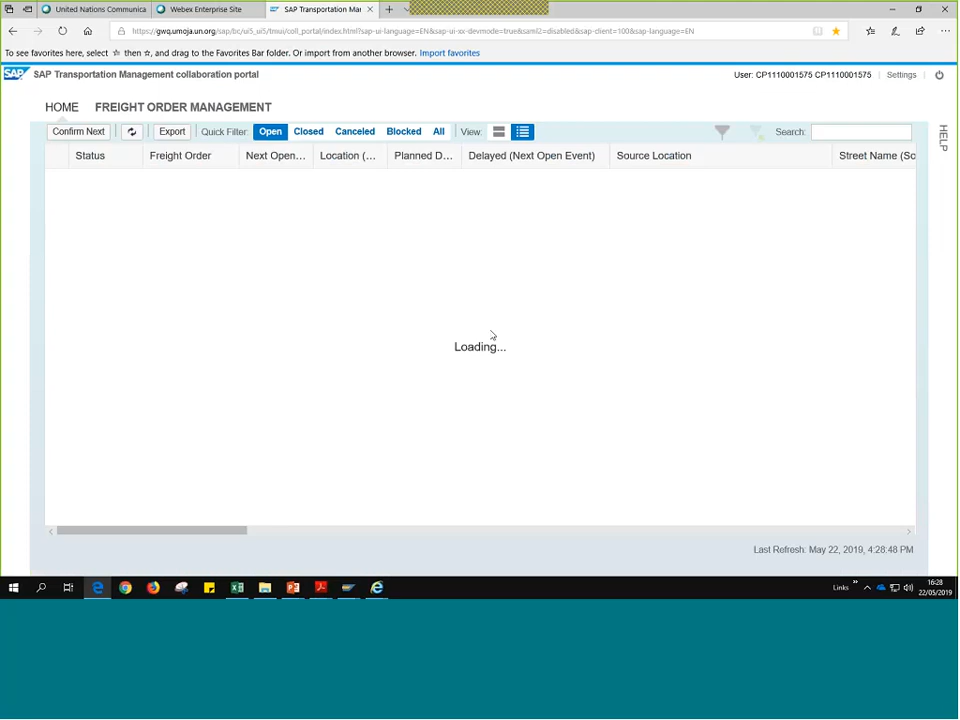 United Nations Communica
Webex Enterprise Site
SAP Transportation Mar
https://gwq.umoja.un.org/sap/bc/ui5_ui5/tmui/coll_portal/index.html?sap-ui-language=EN&sap-ui-xx-devmode=true&saml2=disabled&sap-client=100&sap-language=EN
To see favorites here, select ☆ then ☆, and drag to the Favorites Bar folder. Or import from another browser. Import favorites
SAP SAP Transportation Management collaboration portal
User: CP1110001575 CP1110001575 Settings
HOME FREIGHT ORDER MANAGEMENT
Confirm Next Export Quick Filter: Open Closed Canceled Blocked All View: Search:
HELP
Status Freight Order Next Open... Location (... Planned D... Delayed (Next Open Event) Source Location Street Name (So
Loading...
Last Refresh: May 22, 2019, 4:28:48 PM
Links
16:28
22/05/2019